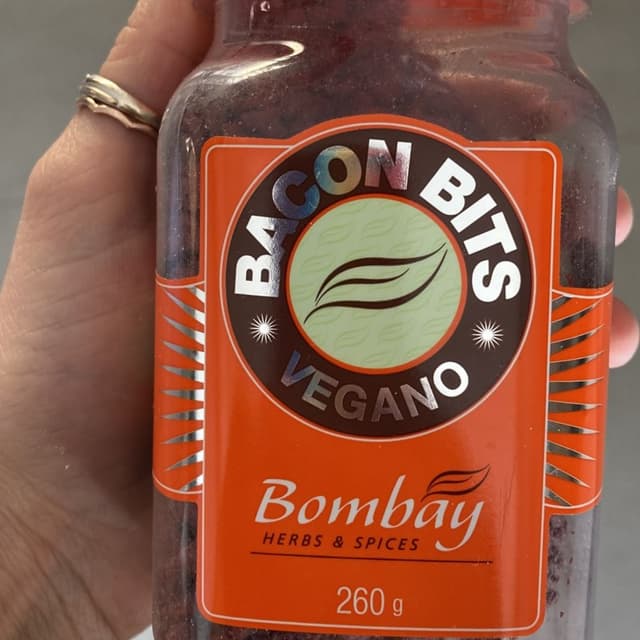 BACON BITS
VEGANO
Bombay
HERBS & SPICES
260 g